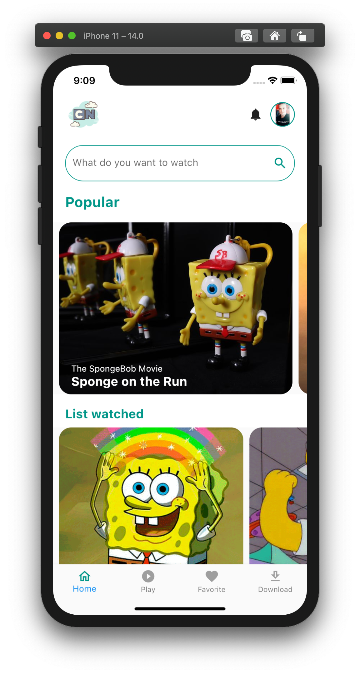 iPhone 11 – 14.0
9:09
CN
What do you want to watch
Popular
The SpongeBob Movie
Sponge on the Run
List watched
Home
Play
Favorite
Download